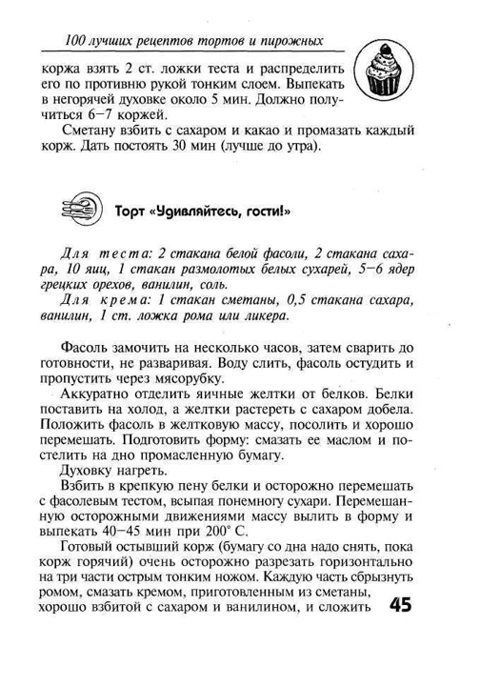 100 лучших рецептов тортов и пирожных
коржа взять 2 ст. ложки теста и распределить
его по противню рукой тонким слоем. Выпекать
в негорячей духовке около 5 мин. Должно полу-
читься 6—7 коржей.
Сметану взбить с сахаром и какао и промазать каждый
корж. Дать постоять 30 мин (лучше до утра).
Торт «Удивляйтесь, гости!»
Для теста: 2 стакана белой фасоли, 2 стакана саха-
ра, 10 яиц, 1 стакан размолотых белых сухарей, 5—6 ядер
грецких орехов, ванилин, соль.
Для крема: 1 стакан сметаны, 0,5 стакана сахара,
ванилин, 1 ст. ложка рома или ликера.
Фасоль замочить на несколько часов, затем сварить до
готовности, не разваривая. Воду слить, фасоль остудить и
пропустить через мясорубку.
Аккуратно отделить яичные желтки от белков. Белки
поставить на холод, а желтки растереть с сахаром добела.
Положить фасоль в желтковую массу, посолить и хорошо
перемешать. Подготовить форму: смазать ее маслом и по-
стелить на дно промасленную бумагу.
Духовку нагреть.
Взбить в крепкую пену белки и осторожно перемешать
с фасолевым тестом, всыпая понемногу сухари. Перемешан-
ную осторожными движениями массу вылить в форму и
выпекать 40—45 мин при 200° С.
Готовый остывший корж (бумагу со дна надо снять, пока
корж горячий) очень осторожно разрезать горизонтально
на три части острым тонким ножом. Каждую часть сбрызнуть
ромом, смазать кремом, приготовленным из сметаны,
хорошо взбитой с сахаром и ванилином, и сложить 45